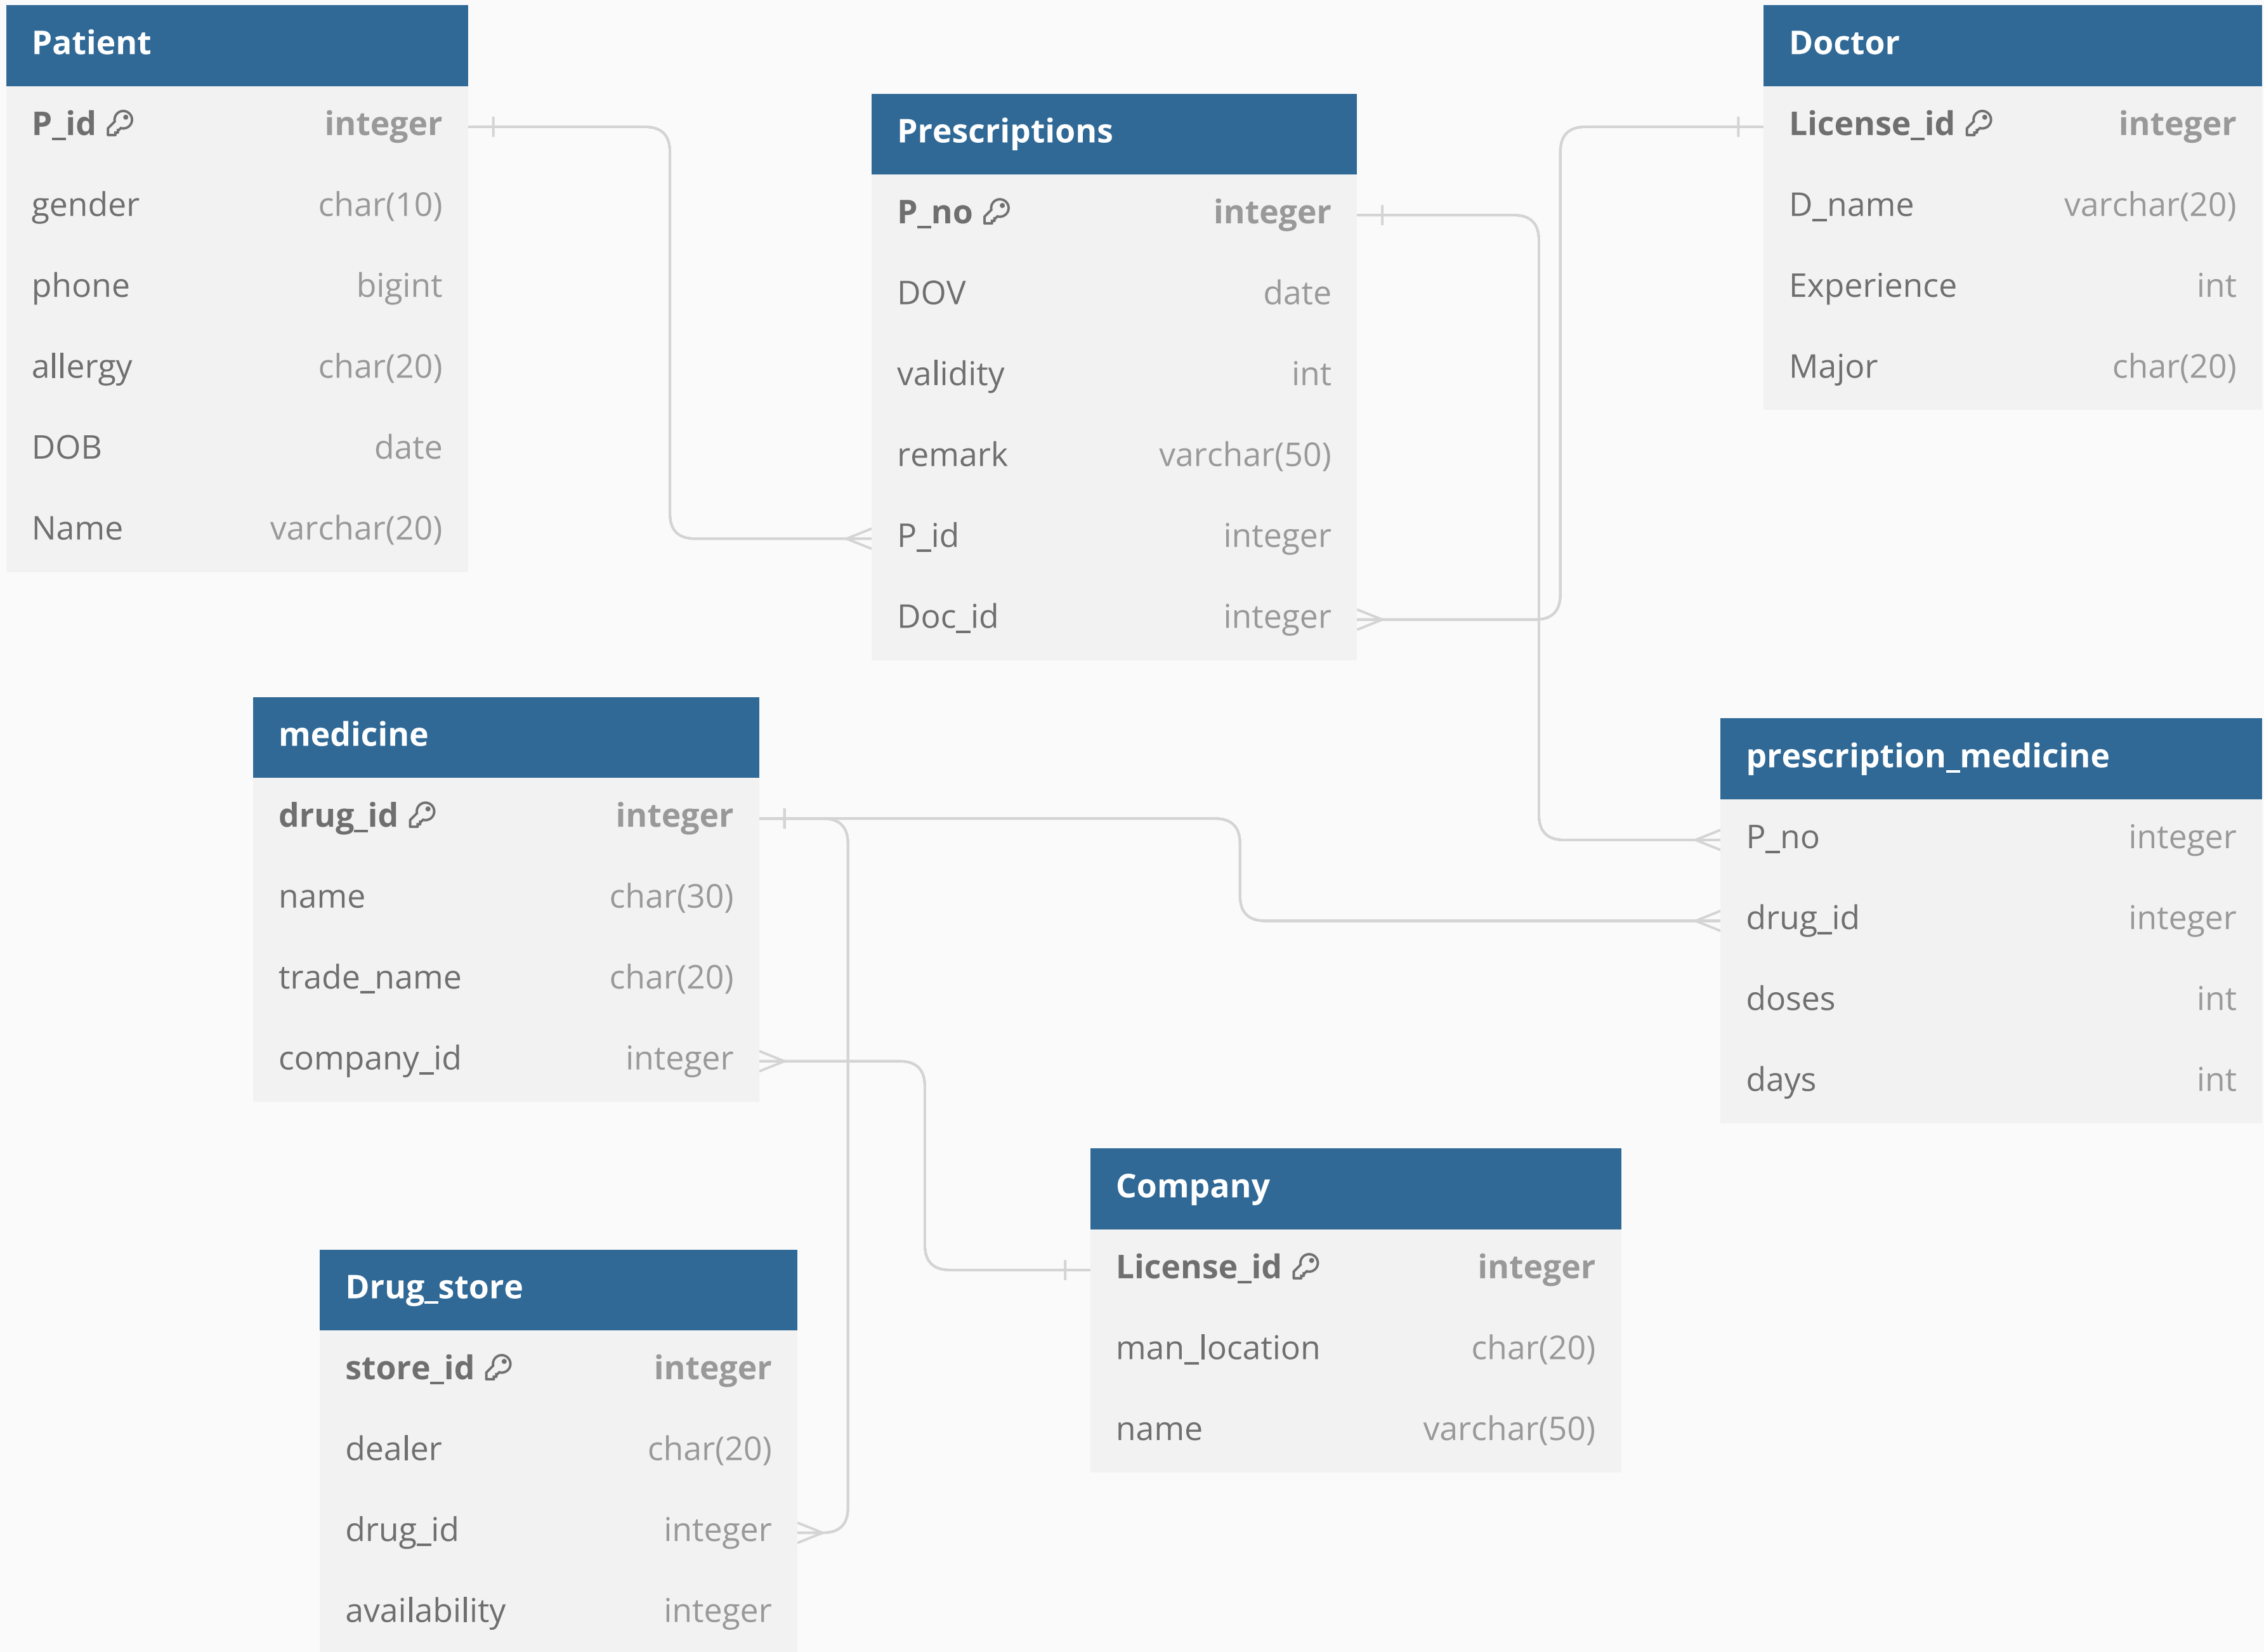 Patient
P_id integer
gender char(10)
phone bigint
allergy char(20)
DOB date
Name varchar(20)
Prescriptions
P_no integer
DOV date
validity int
remark varchar(50)
P_id integer
Doc_id integer
Doctor
License_id integer
D_name varchar(20)
Experience int
Major char(20)
medicine
drug_id integer
name char(30)
trade_name char(20)
company_id integer
prescription_medicine
P_no integer
drug_id integer
doses int
days int
Company
License_id integer
man_location char(20)
name varchar(50)
Drug_store
store_id integer
dealer char(20)
drug_id integer
availability integer